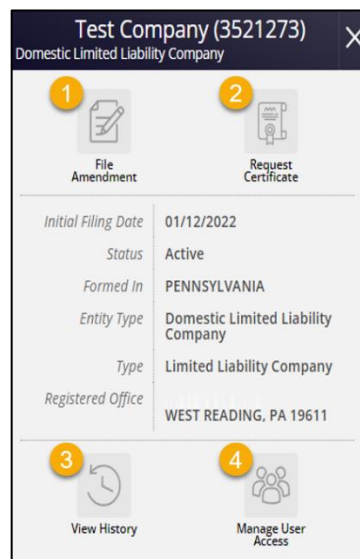 Test Company (3521273)
X
Domestic Limited Liability Company
1
2
File
Amendment
Request
Certificate
Initial Filing Date 01/12/2022
Status Active
Formed In PENNSYLVANIA
Entity Type Domestic Limited Liability
Company
Type Limited Liability Company
Registered Office
WEST READING, PA 19611
3
4
View History
Manage User
Access